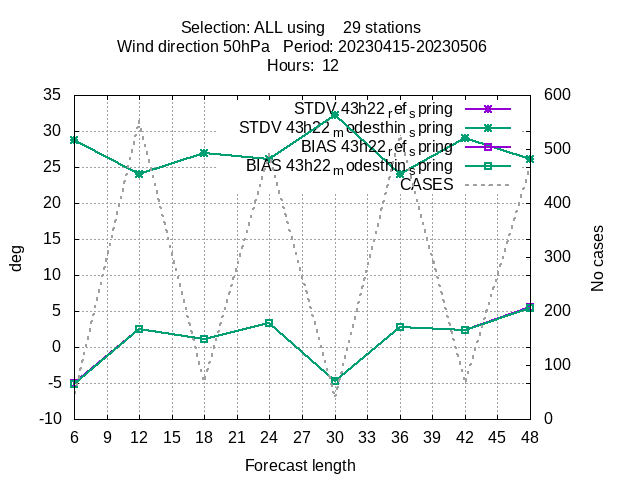 Selection: ALL using    29 stations
Wind direction 50hPa   Period: 20230415-20230506
Hours:  12
STDV 43h22_ref_spring
STDV 43h22_modesthin_spring
BIAS 43h22_ref_spring
BIAS 43h22_modesthin_spring
CASES
35
30
25
20
15
10
5
0
-5
-10
deg
600
500
400
300
200
100
0
No cases
6 9 12 15 18 21 24 27 30 33 36 39 42 45 48
Forecast length